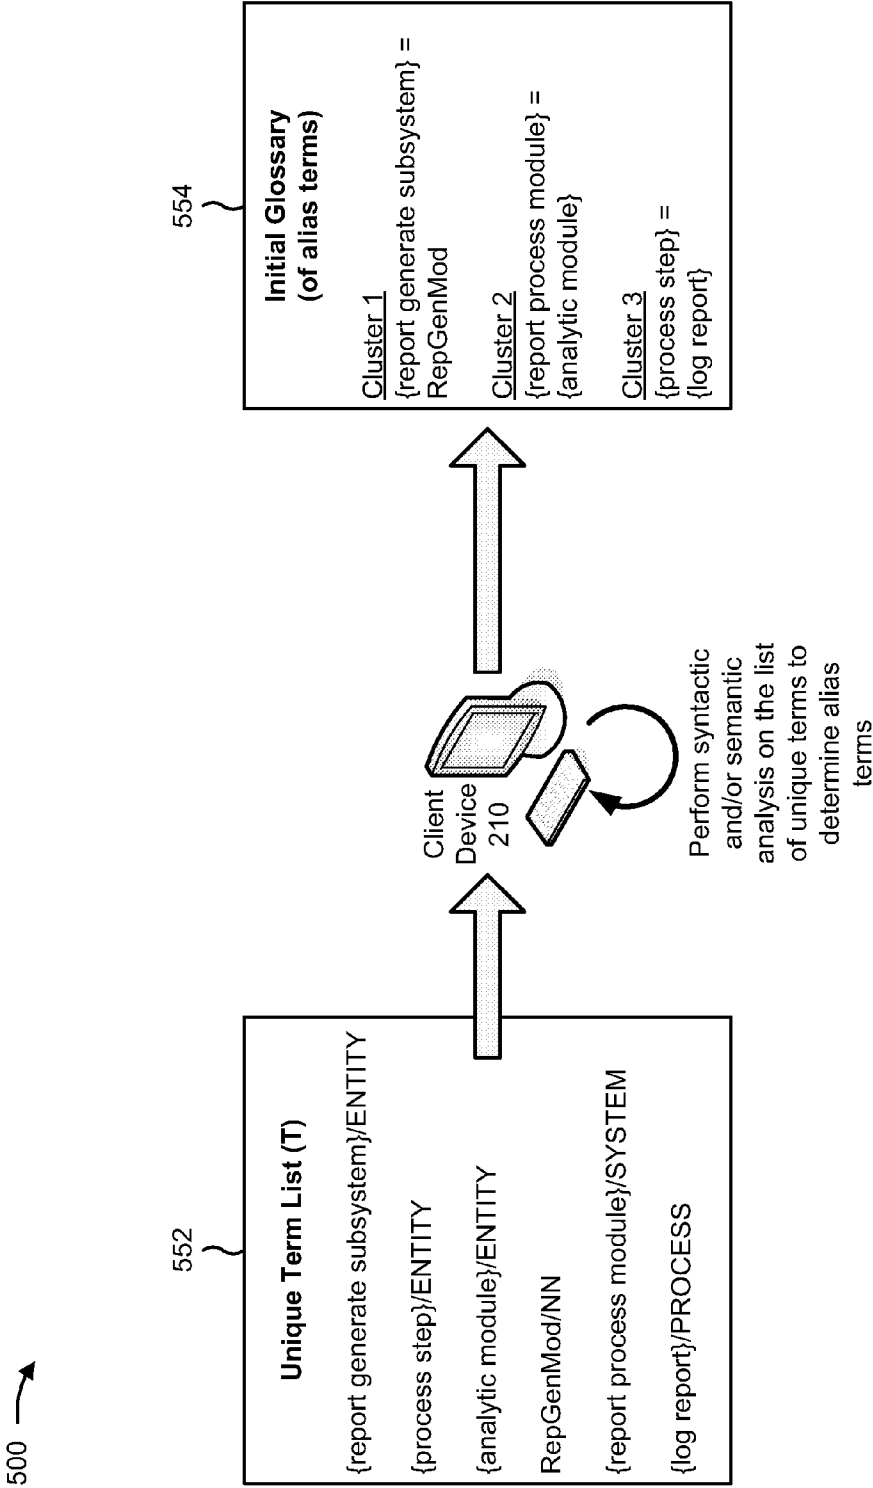 500
552
Unique Term List (T)
{report generate subsystem}/ENTITY
{process step}/ENTITY
{analytic module}/ENTITY
RepGenMod/NN
{report process module}/SYSTEM
{log report}/PROCESS
Client
Device
210
Perform syntactic
and/or semantic
analysis on the list
of unique terms to
determine alias
terms
554
Initial Glossary
(of alias terms)
Cluster 1
{report generate subsystem} =
RepGenMod
Cluster 2
{report process module} =
{analytic module}
Cluster 3
{process step} =
{log report}